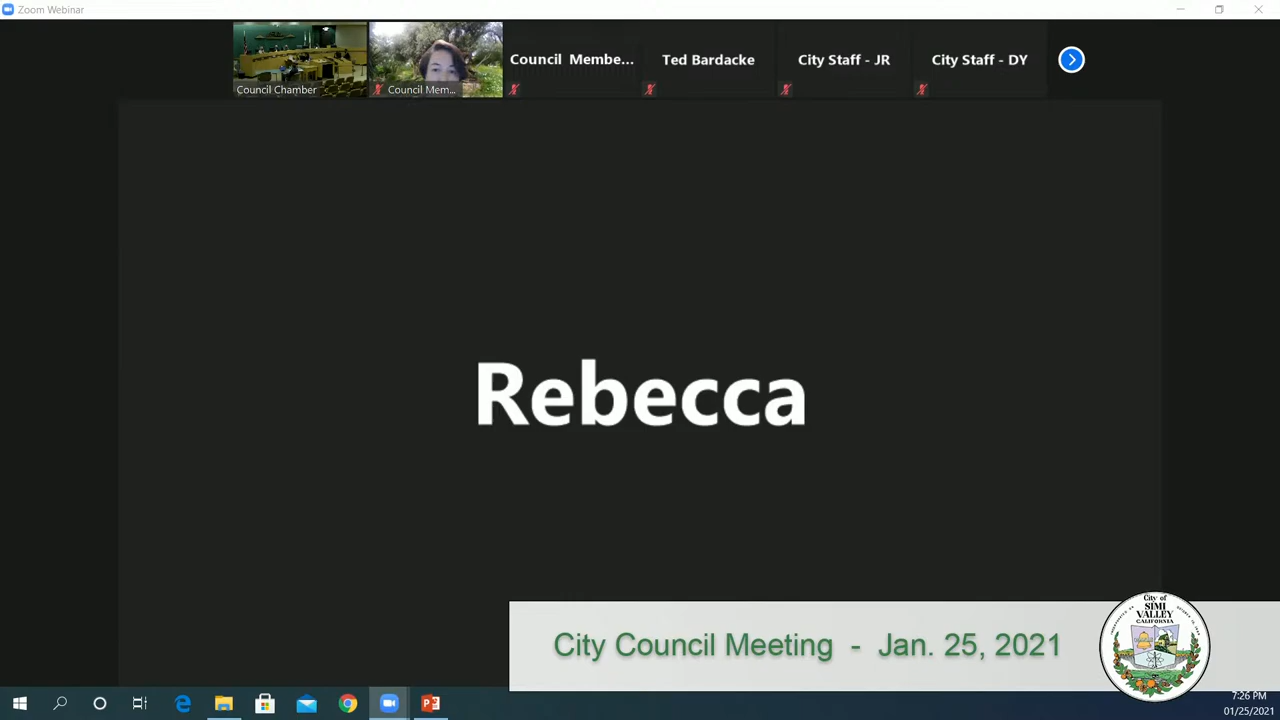 Zoom Webinar
Council Chamber
Council Mem...
Council Membe...
Ted Bardacke
City Staff - JR
City Staff - DY
Rebecca
City Council Meeting - Jan. 25, 2021
City of
SIMI
VALLEY
CALIFORNIA
7:26 PM
01/25/2021